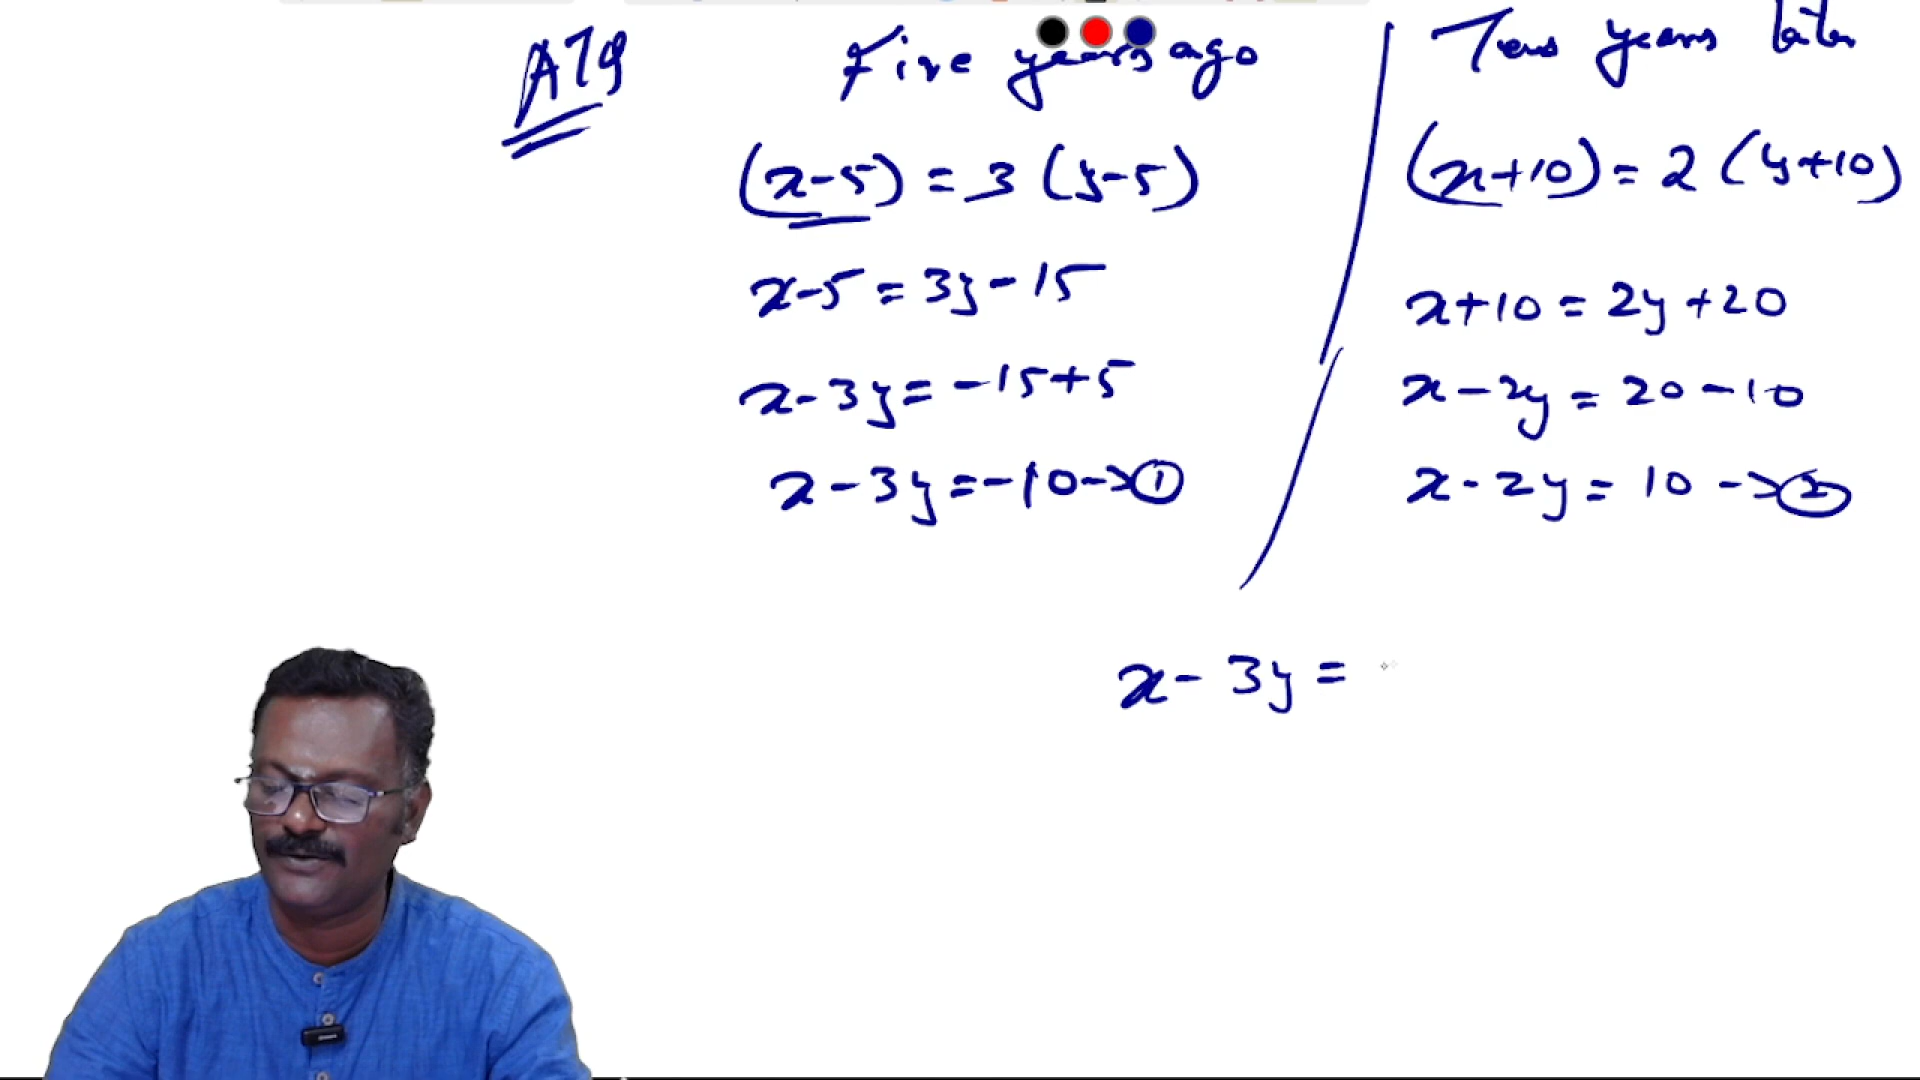 ATQ
Five years ago
(x-5) = 3 (y-5)
x-5 = 3y - 15
x - 3y = -15+5
x - 3y = -10 -> ①
Ten years later
(x+10) = 2 (y+10)
x+10 = 2y +20
x - 2y = 20 - 10
x - 2y = 10 -> ②
x - 3y =